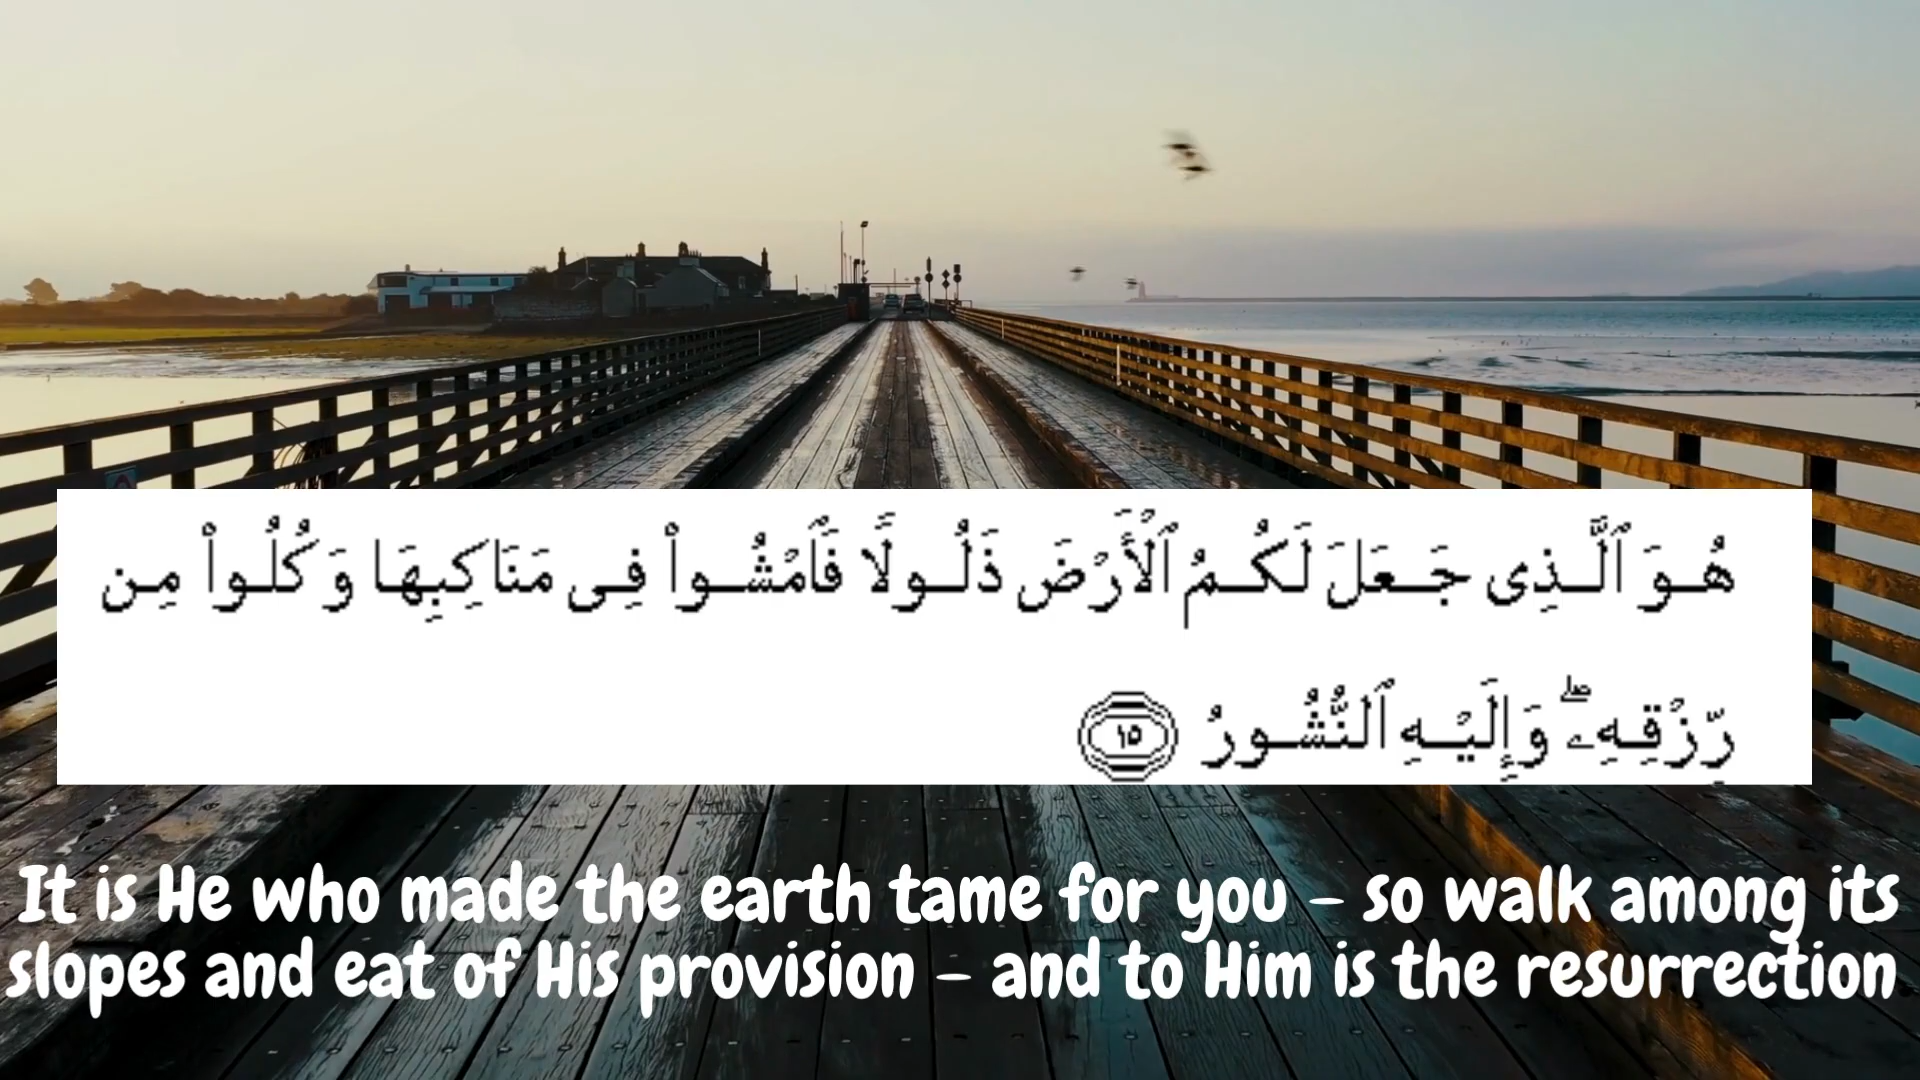 هُوَ ٱلَّذِى جَعَلَ لَكُمُ ٱلْأَرْضَ ذَلُولًا فَٱمْشُوا۟ فِى مَنَاكِبِهَا وَكُلُوا۟ مِن
رِّزْقِهِۦ ۖ وَإِلَيْهِ ٱلنُّشُورُ ١٥
It is He who made the earth tame for you – so walk among its
slopes and eat of His provision – and to Him is the resurrection